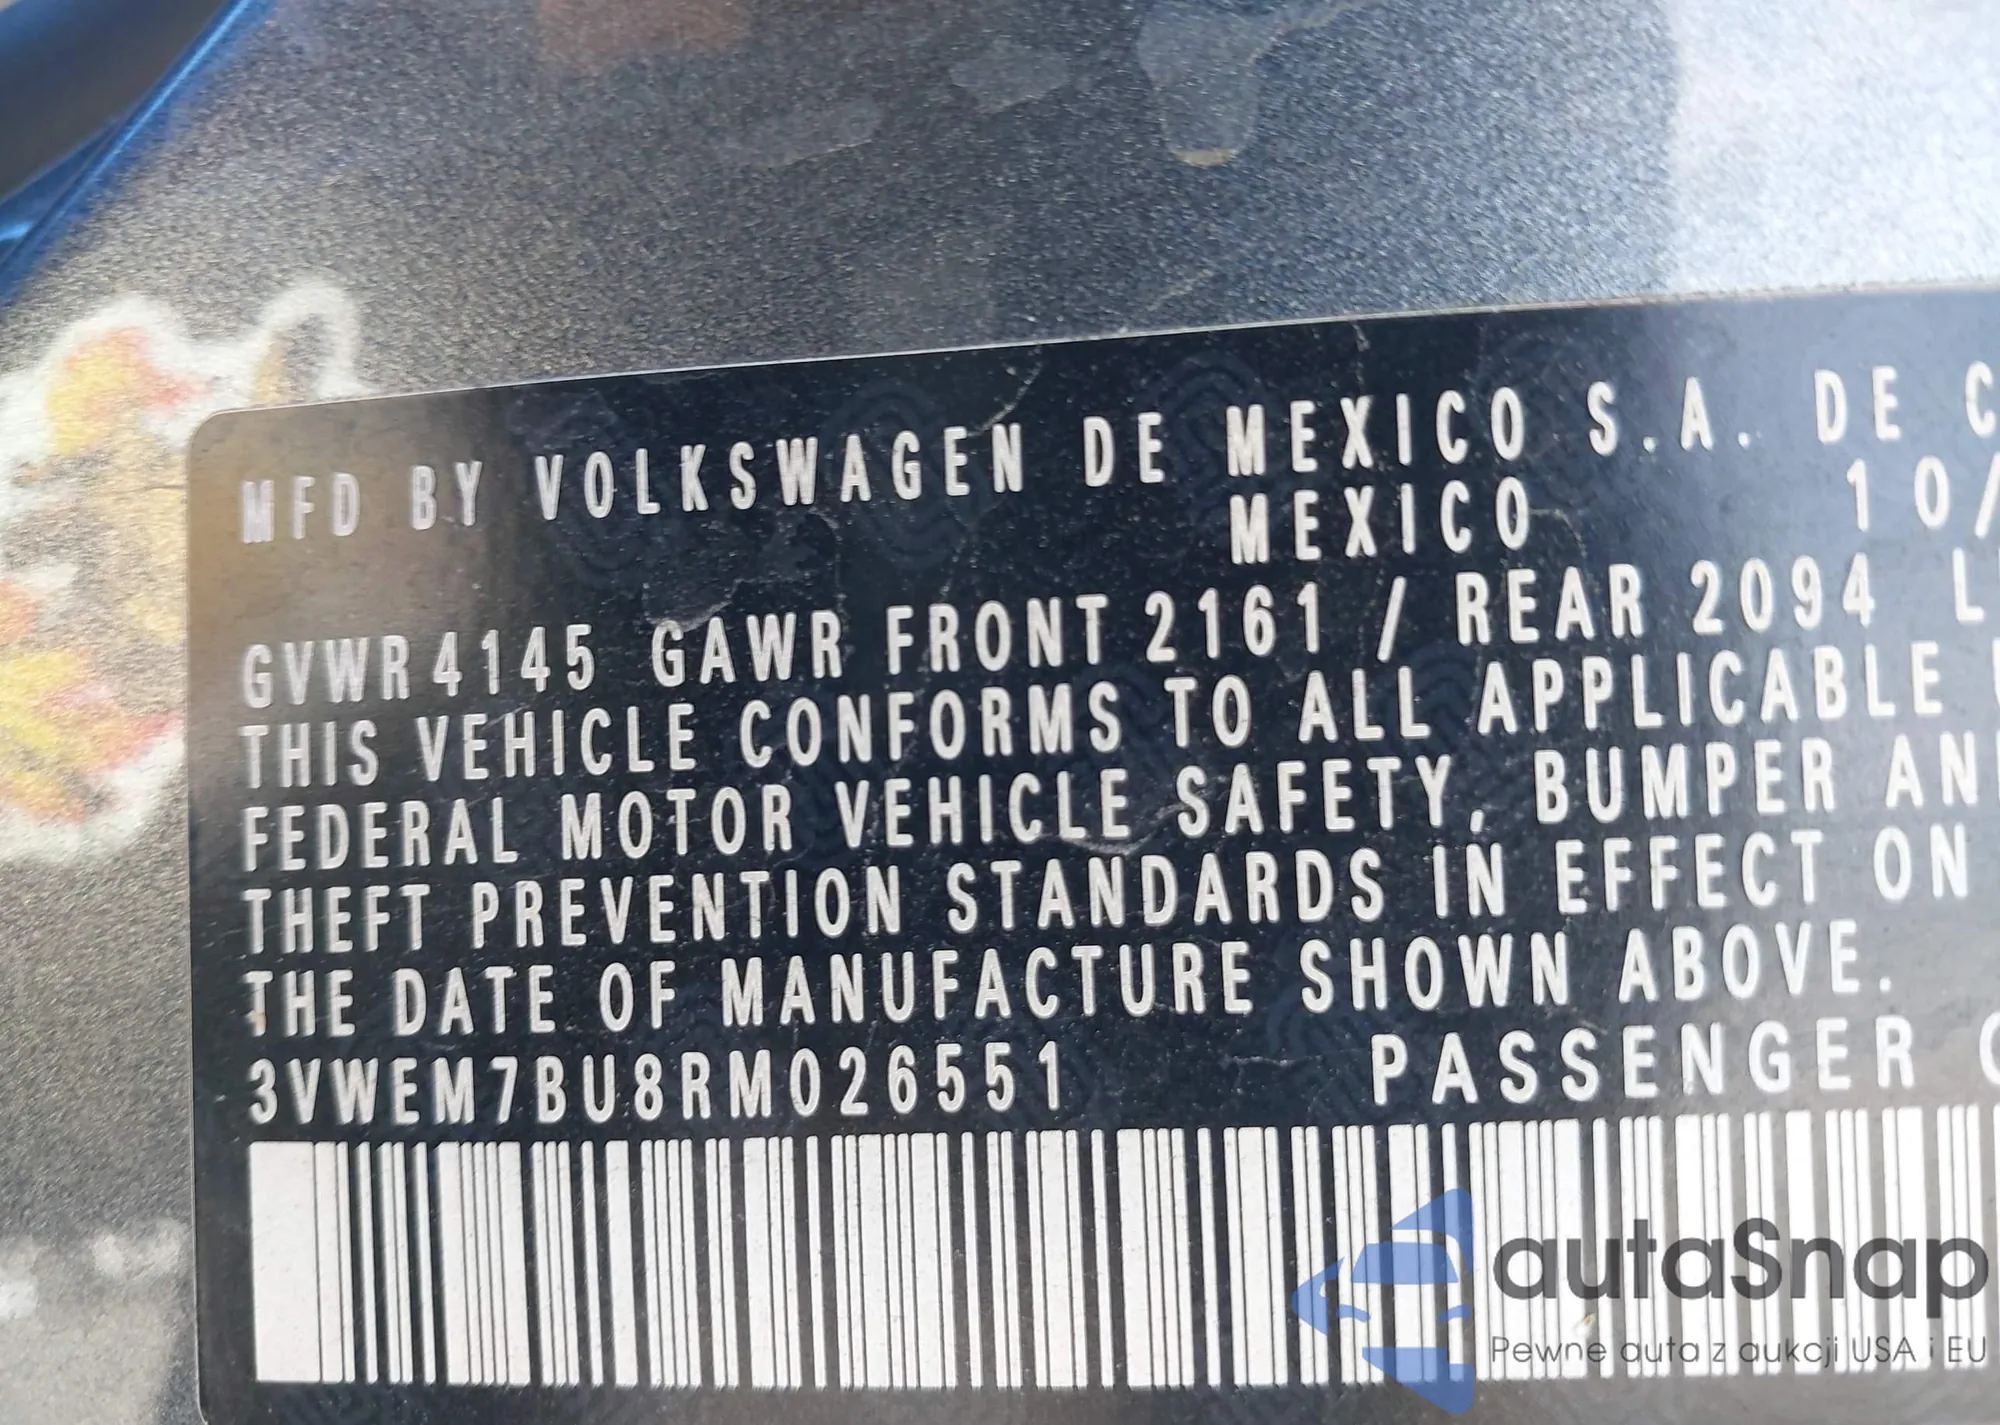 MFD BY VOLKSWAGEN DE MEXICO S.A. DE C
MEXICO 10/
GVWR 4145 GAWR FRONT 2161 / REAR 2094 L
THIS VEHICLE CONFORMS TO ALL APPLICABLE
FEDERAL MOTOR VEHICLE SAFETY, BUMPER AN
THEFT PREVENTION STANDARDS IN EFFECT ON
THE DATE OF MANUFACTURE SHOWN ABOVE.
3VWEM7BU8RM026551 PASSENGER
autaSnap
Pewne auta z aukcji USA i EU